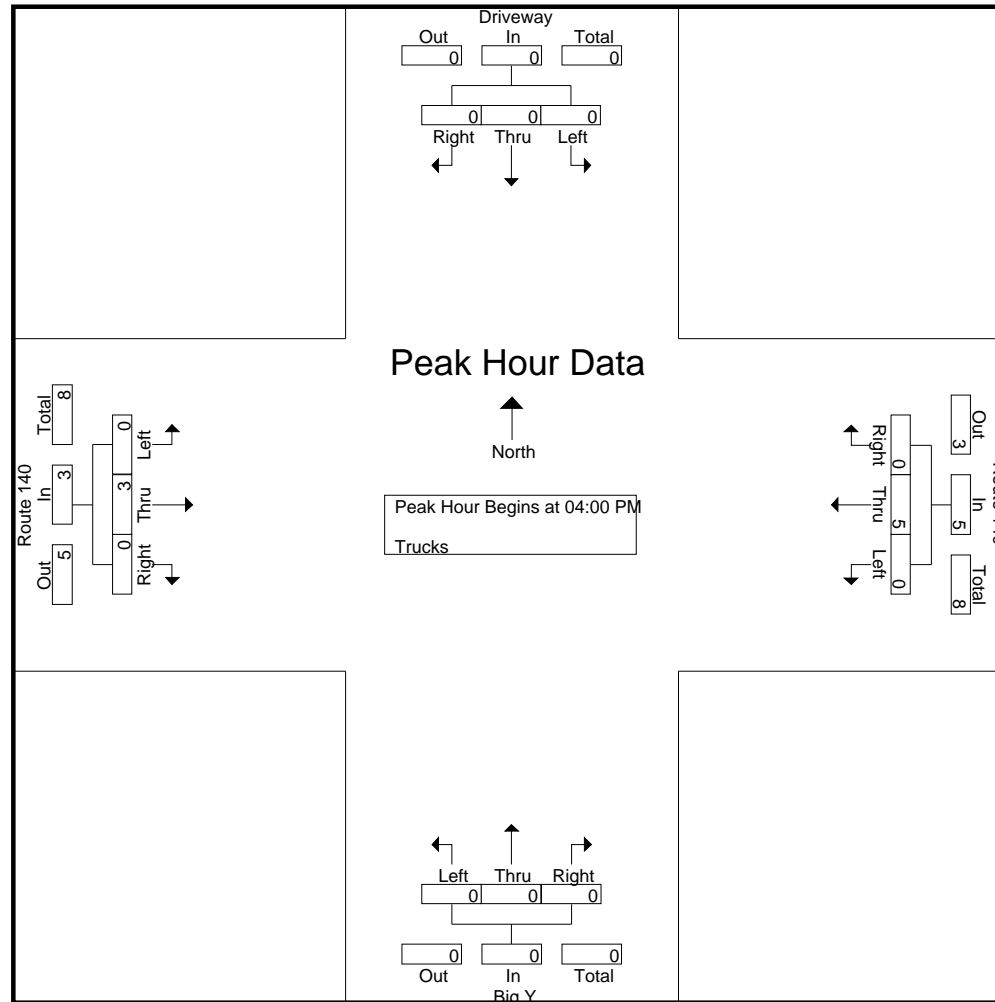 Driveway
Out In Total
0 0 0
0 0 0
Right Thru Left
Peak Hour Data
North
Peak Hour Begins at 04:00 PM
Trucks
Route 140
Total In Out
8 3 5
0 3 0
Left Thru Right
Right Thru Left
0 5 0
Out In Total
3 5 8
Left Thru Right
0 0 0
0 0 0
Out In Total
Big Y